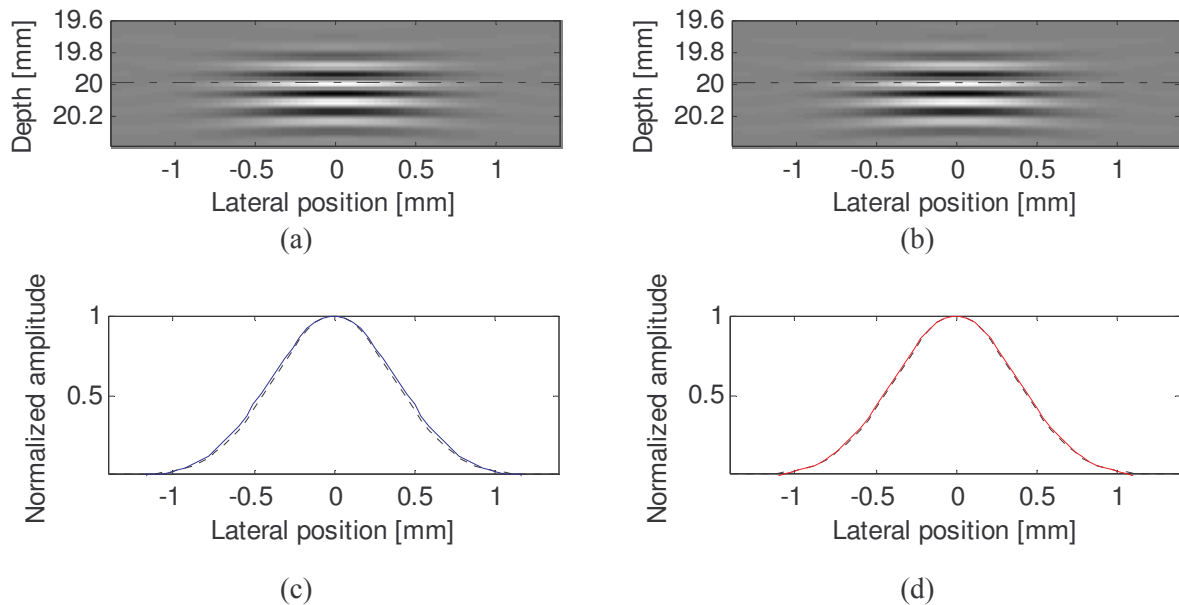 19.6
19.8
20
20.2
Depth [mm]
-1 -0.5 0 0.5 1
Lateral position [mm]
(a)
19.6
19.8
20
20.2
Depth [mm]
-1 -0.5 0 0.5 1
Lateral position [mm]
(b)
1
0.5
Normalized amplitude
-1 -0.5 0 0.5 1
Lateral position [mm]
(c)
1
0.5
Normalized amplitude
-1 -0.5 0 0.5 1
Lateral position [mm]
(d)